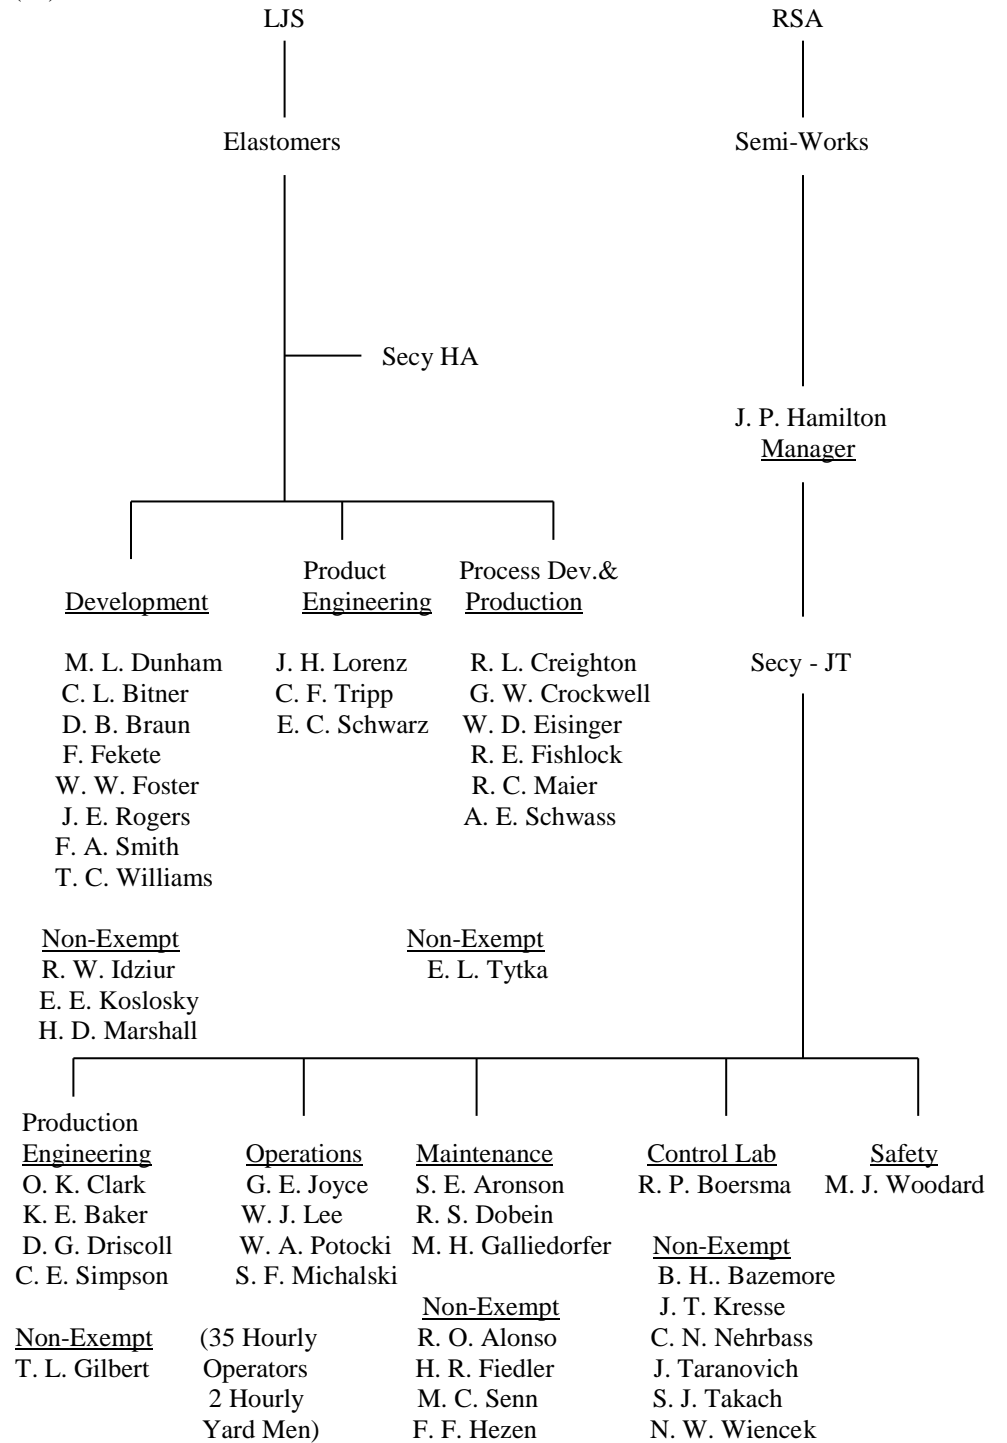 LJS
RSA
Elastomers
Semi-Works
Secy HA
J. P. Hamilton
Manager
Development
Product
Engineering
Process Dev.&
Production
M. L. Dunham
C. L. Bitner
D. B. Braun
F. Fekete
W. W. Foster
J. E. Rogers
F. A. Smith
T. C. Williams
J. H. Lorenz
C. F. Tripp
E. C. Schwarz
R. L. Creighton
G. W. Crockwell
W. D. Eisinger
R. E. Fishlock
R. C. Maier
A. E. Schwass
Secy - JT
Non-Exempt
R. W. Idziur
E. E. Koslosky
H. D. Marshall
Non-Exempt
E. L. Tytka
Production
Engineering
O. K. Clark
K. E. Baker
D. G. Driscoll
C. E. Simpson
Non-Exempt
T. L. Gilbert
Operations
G. E. Joyce
W. J. Lee
W. A. Potocki
S. F. Michalski
(35 Hourly
Operators
2 Hourly
Yard Men)
Maintenance
S. E. Aronson
R. S. Dobein
M. H. Galliedorfer
Non-Exempt
R. O. Alonso
H. R. Fiedler
M. C. Senn
F. F. Hezen
Control Lab
R. P. Boersma
Non-Exempt
B. H.. Bazemore
J. T. Kresse
C. N. Nehrbass
J. Taranovich
S. J. Takach
N. W. Wiencek
Safety
M. J. Woodard